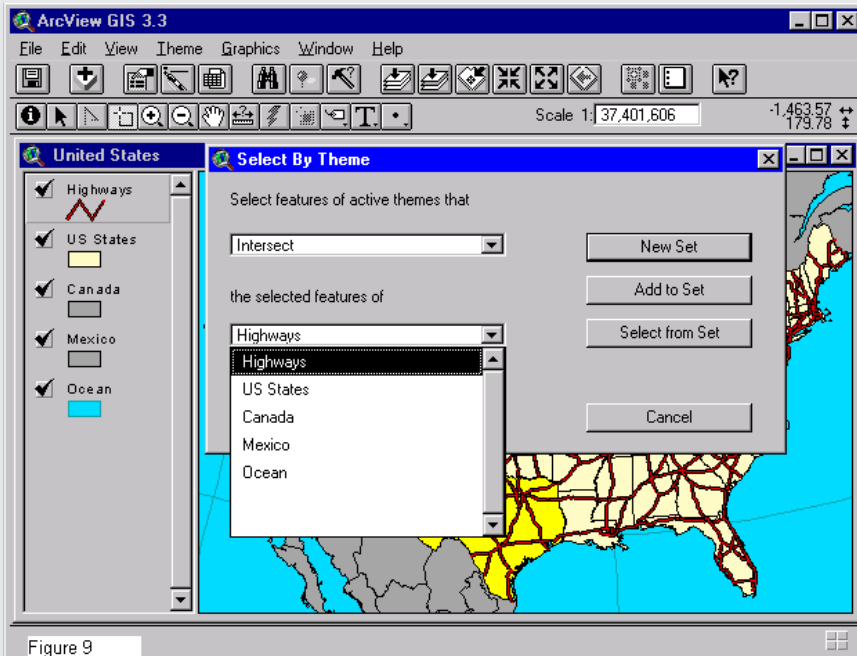 ArcView GIS 3.3
File Edit View Theme Graphics Window Help
Scale 1: 37,401,606
-1,463.57
179.78
United States
Highways
US States
Canada
Mexico
Ocean
Select By Theme
Select features of active themes that
Intersect
the selected features of
Highways
Highways
US States
Canada
Mexico
Ocean
New Set
Add to Set
Select from Set
Cancel
Figure 9